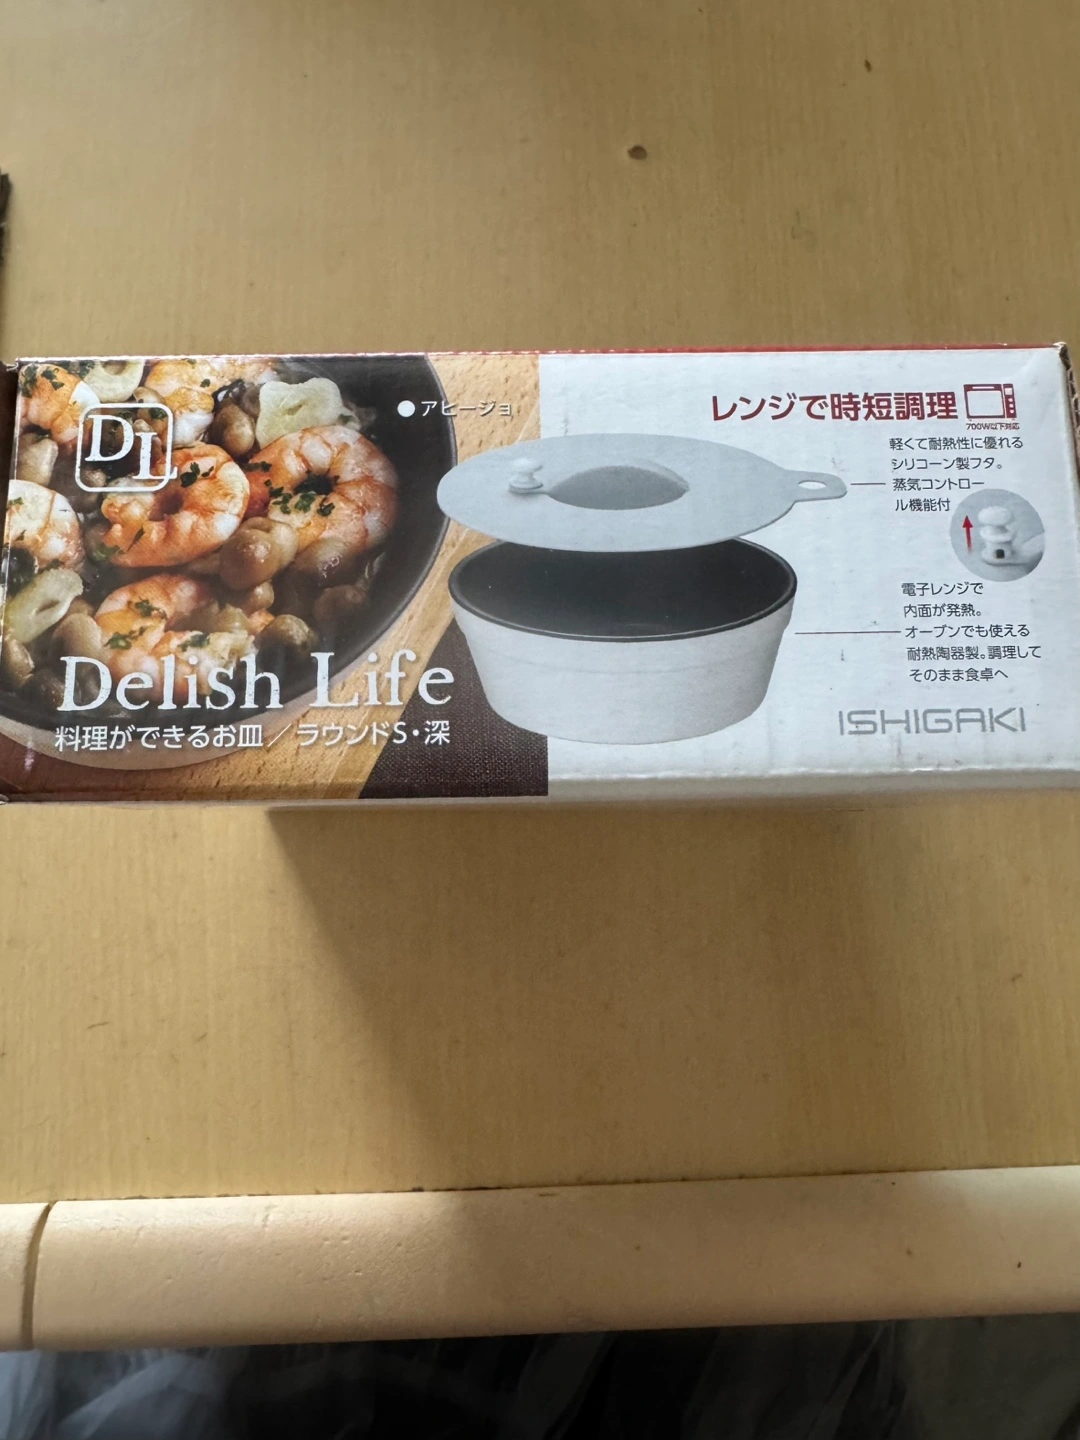 DL
アヒージョ
Delish Life
料理ができるお皿/ラウンドS・深
レンジで時短調理
700W以下対応
軽くて耐熱性に優れる
シリコーン製フタ。
蒸気コントロー
ル機能付
電子レンジで
内面が発熱。
オーブンでも使える
耐熱陶器製。調理して
そのまま食卓へ
ISHIGAKI